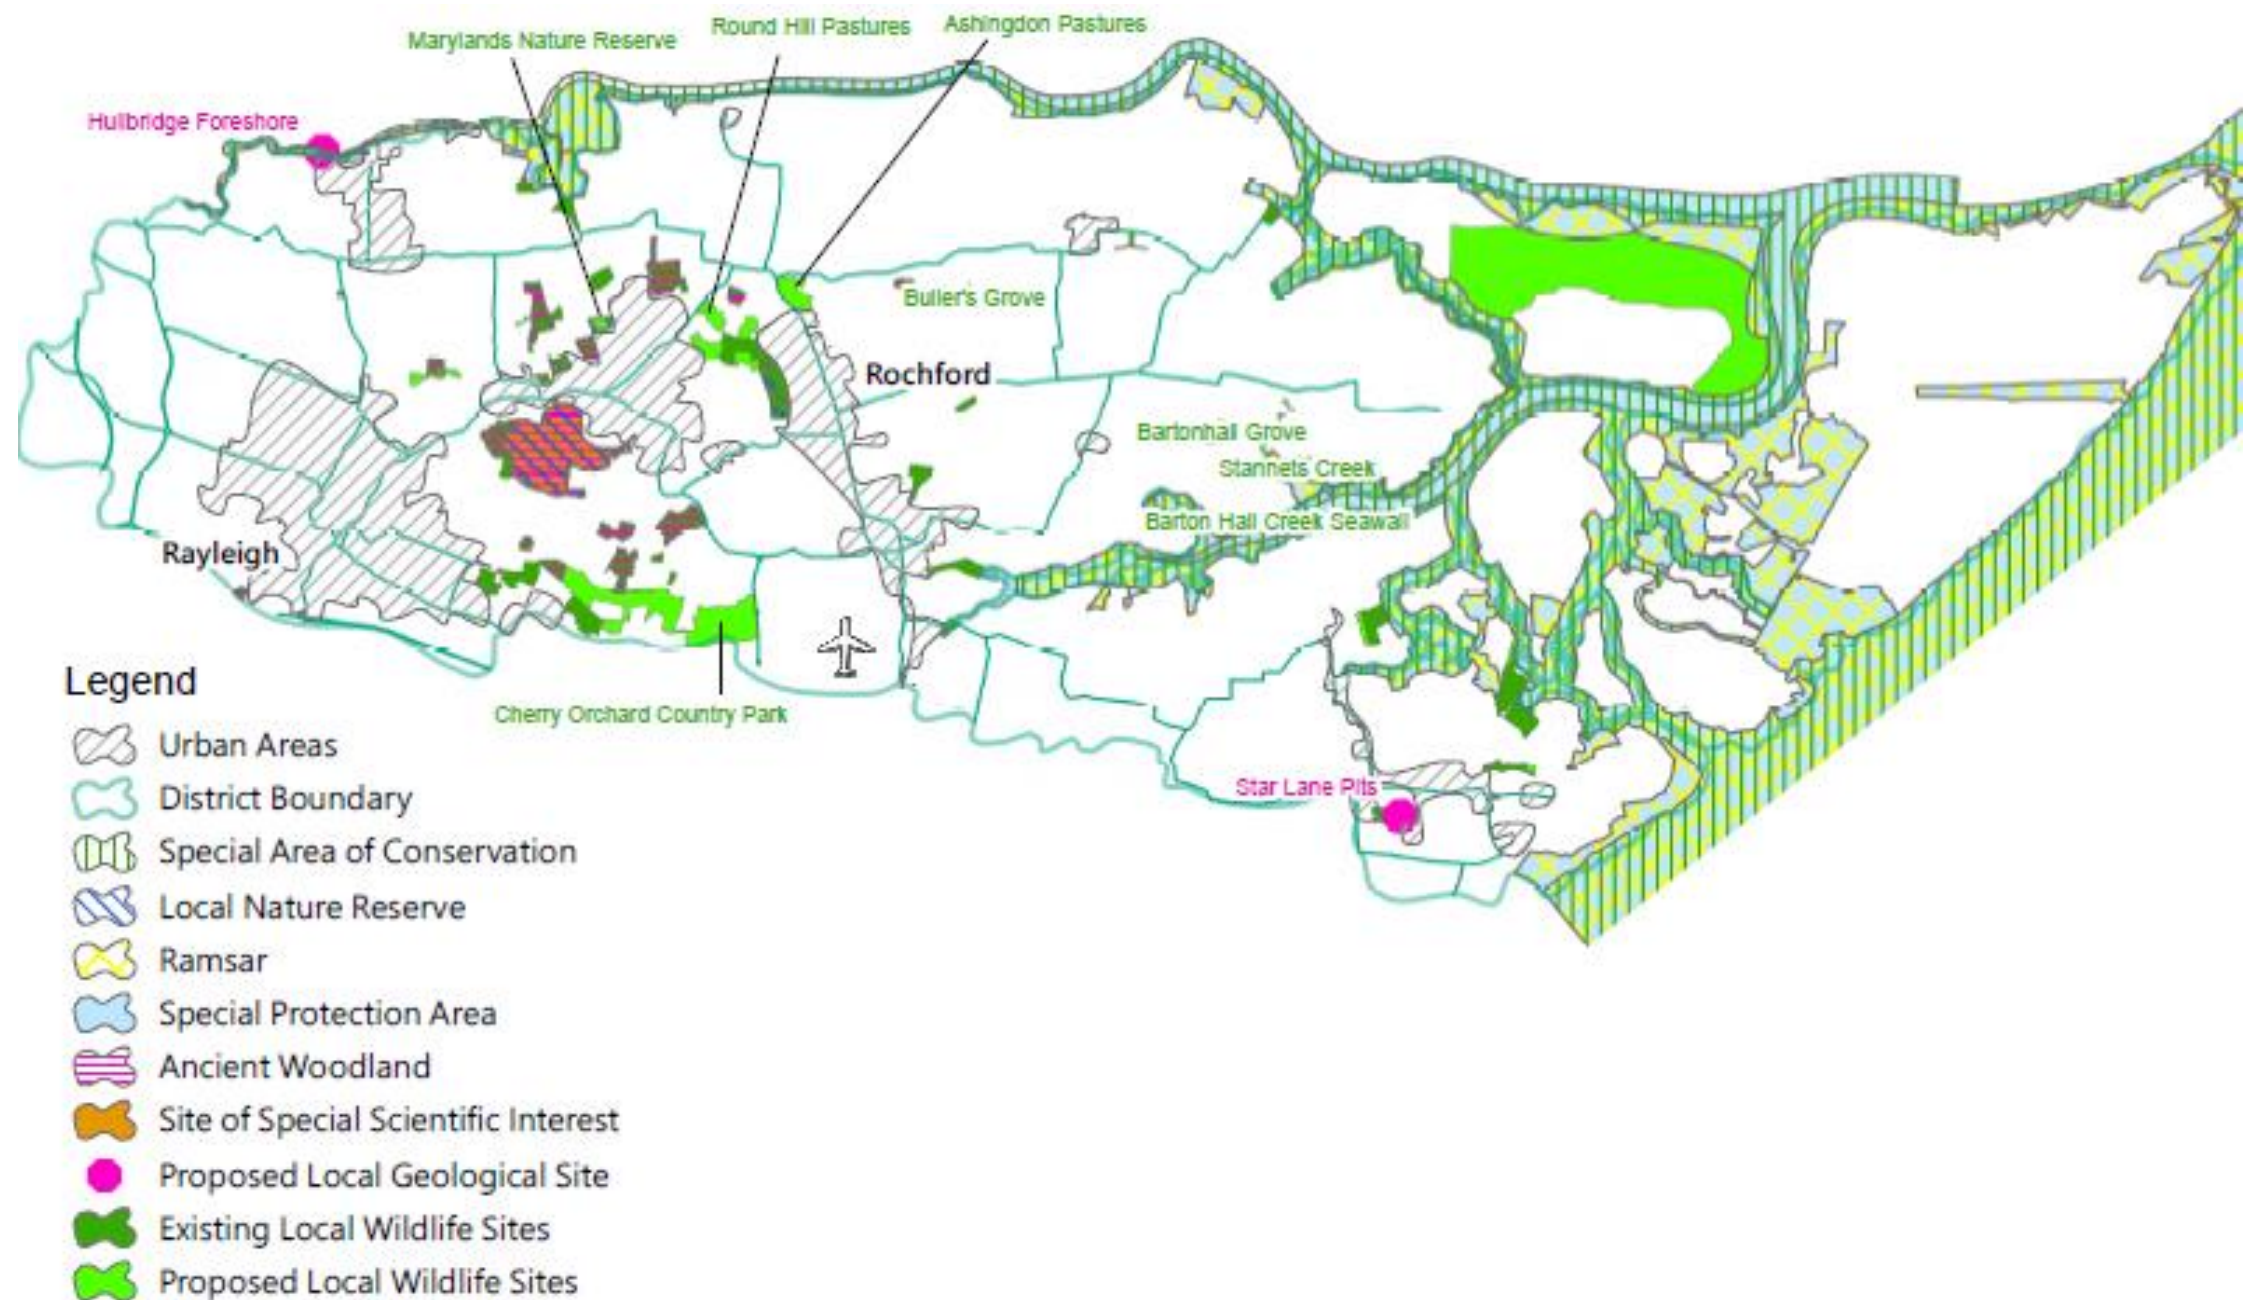 Marylands Nature Reserve
Round Hill Pastures
Ashingdon Pastures
Hullbridge Foreshore
Buller's Grove
Rochford
Bartonhall Grove
Stannets Creek
Barton Hall Creek Seawall
Rayleigh
Cherry Orchard Country Park
Star Lane Pits
Legend
Urban Areas
District Boundary
Special Area of Conservation
Local Nature Reserve
Ramsar
Special Protection Area
Ancient Woodland
Site of Special Scientific Interest
Proposed Local Geological Site
Existing Local Wildlife Sites
Proposed Local Wildlife Sites